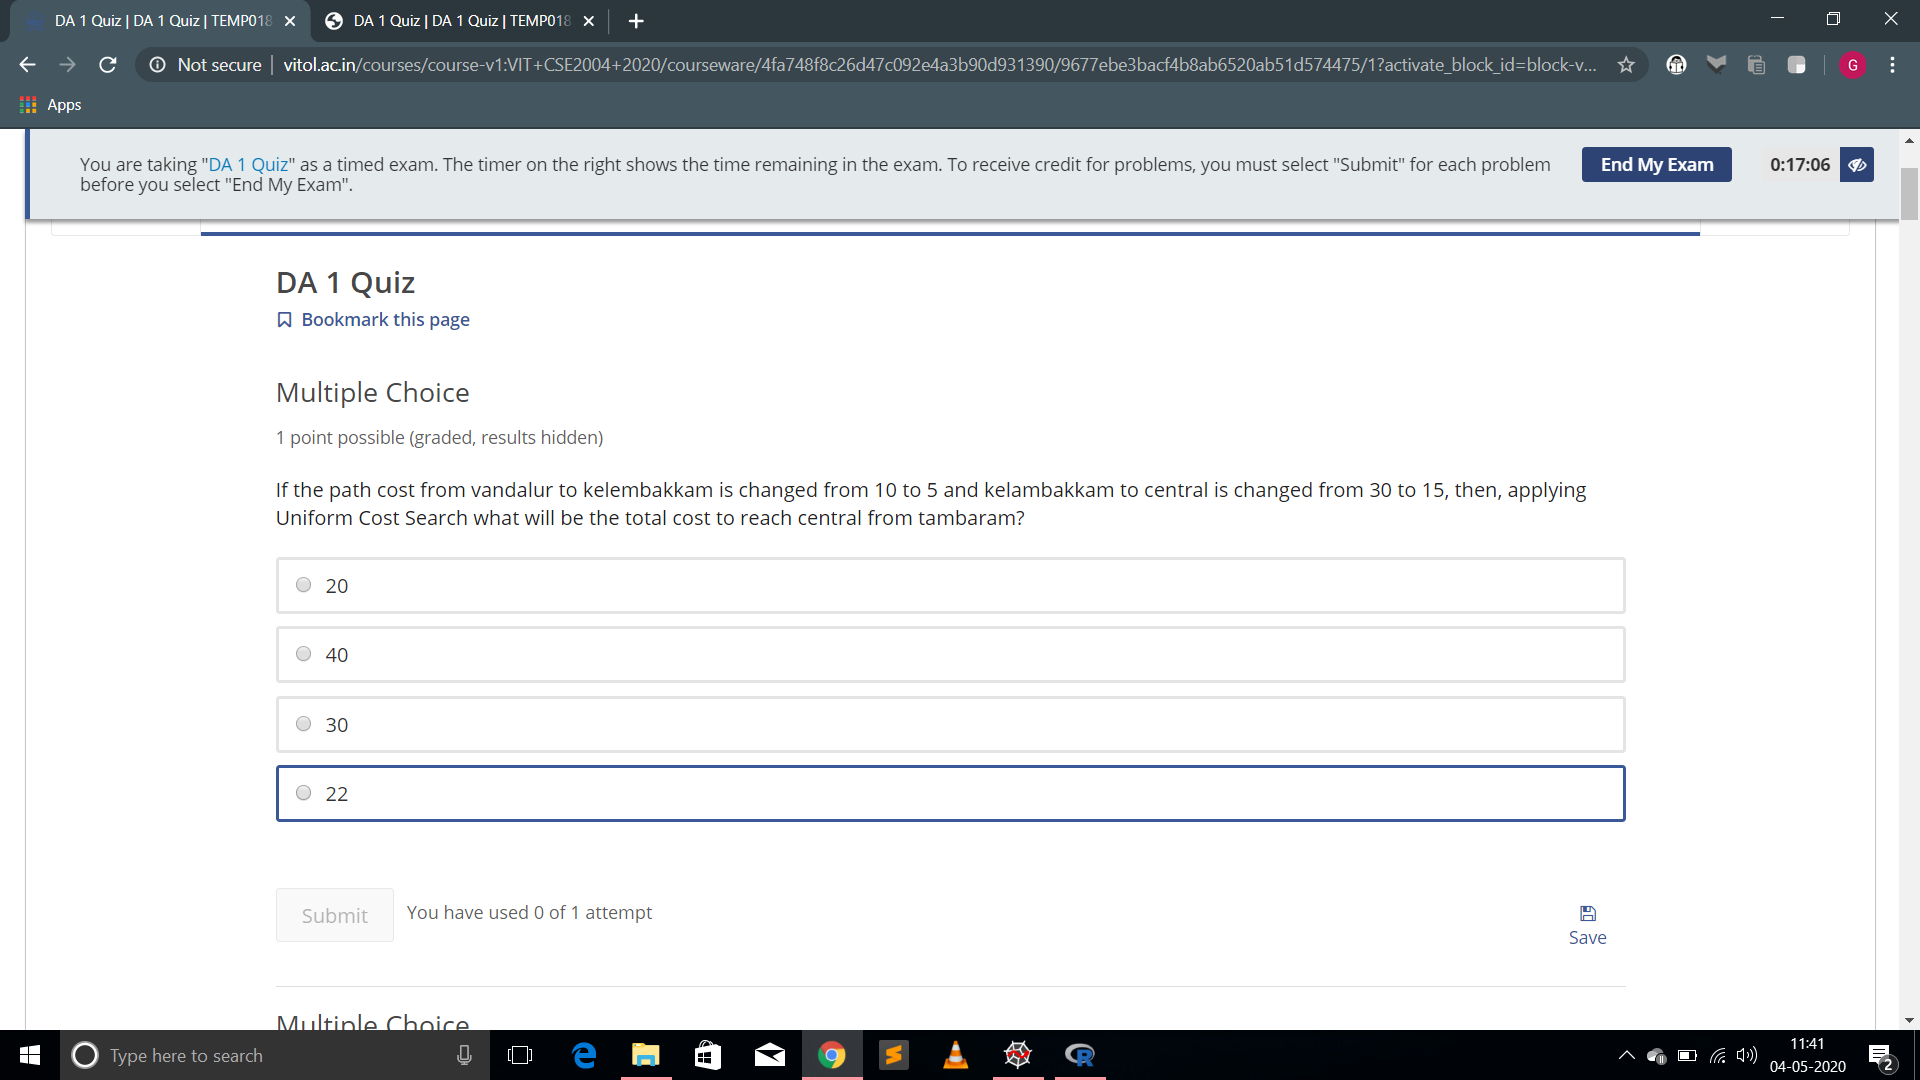 DA 1 Quiz | DA 1 Quiz | TEMP018
DA 1 Quiz | DA 1 Quiz | TEMP018
Not secure | vitol.ac.in/courses/course-v1:VIT+CSE2004+2020/courseware/4fa748f8c26d47c092e4a3b90d931390/9677ebe3bacf4b8ab6520ab51d574475/1?activate_block_id=block-v...
G
Apps
You are taking "DA 1 Quiz" as a timed exam. The timer on the right shows the time remaining in the exam. To receive credit for problems, you must select "Submit" for each problem
before you select "End My Exam".
End My Exam
0:17:06
DA 1 Quiz
Bookmark this page
Multiple Choice
1 point possible (graded, results hidden)
If the path cost from vandalur to kelembakkam is changed from 10 to 5 and kelambakkam to central is changed from 30 to 15, then, applying
Uniform Cost Search what will be the total cost to reach central from tambaram?
20
40
30
22
Submit
You have used 0 of 1 attempt
Save
Multiple Choice
Type here to search
11:41
04-05-2020
2